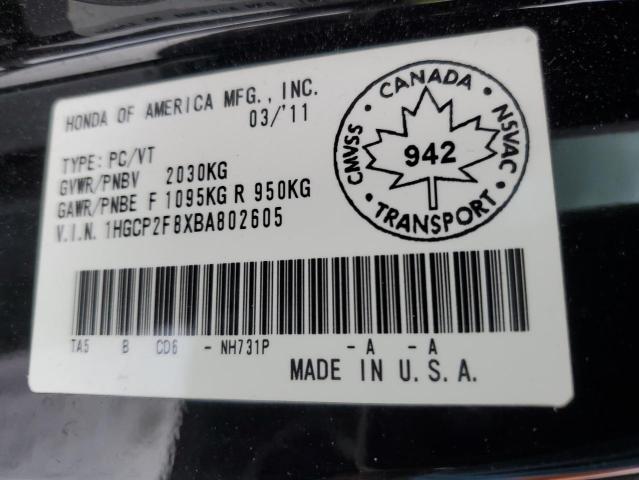 HONDA OF AMERICA MFG., INC.
03/'11
TYPE: PC/VT
GVWR/PNBV 2030KG
GAWR/PNBE F 1095KG R 950KG
V.I.N. 1HGCP2F8XBA802605
CANADA
CMVSS
NSVAC
942
TRANSPORT
TA5 B CD6 - NH731P - A - A
MADE IN U.S.A.